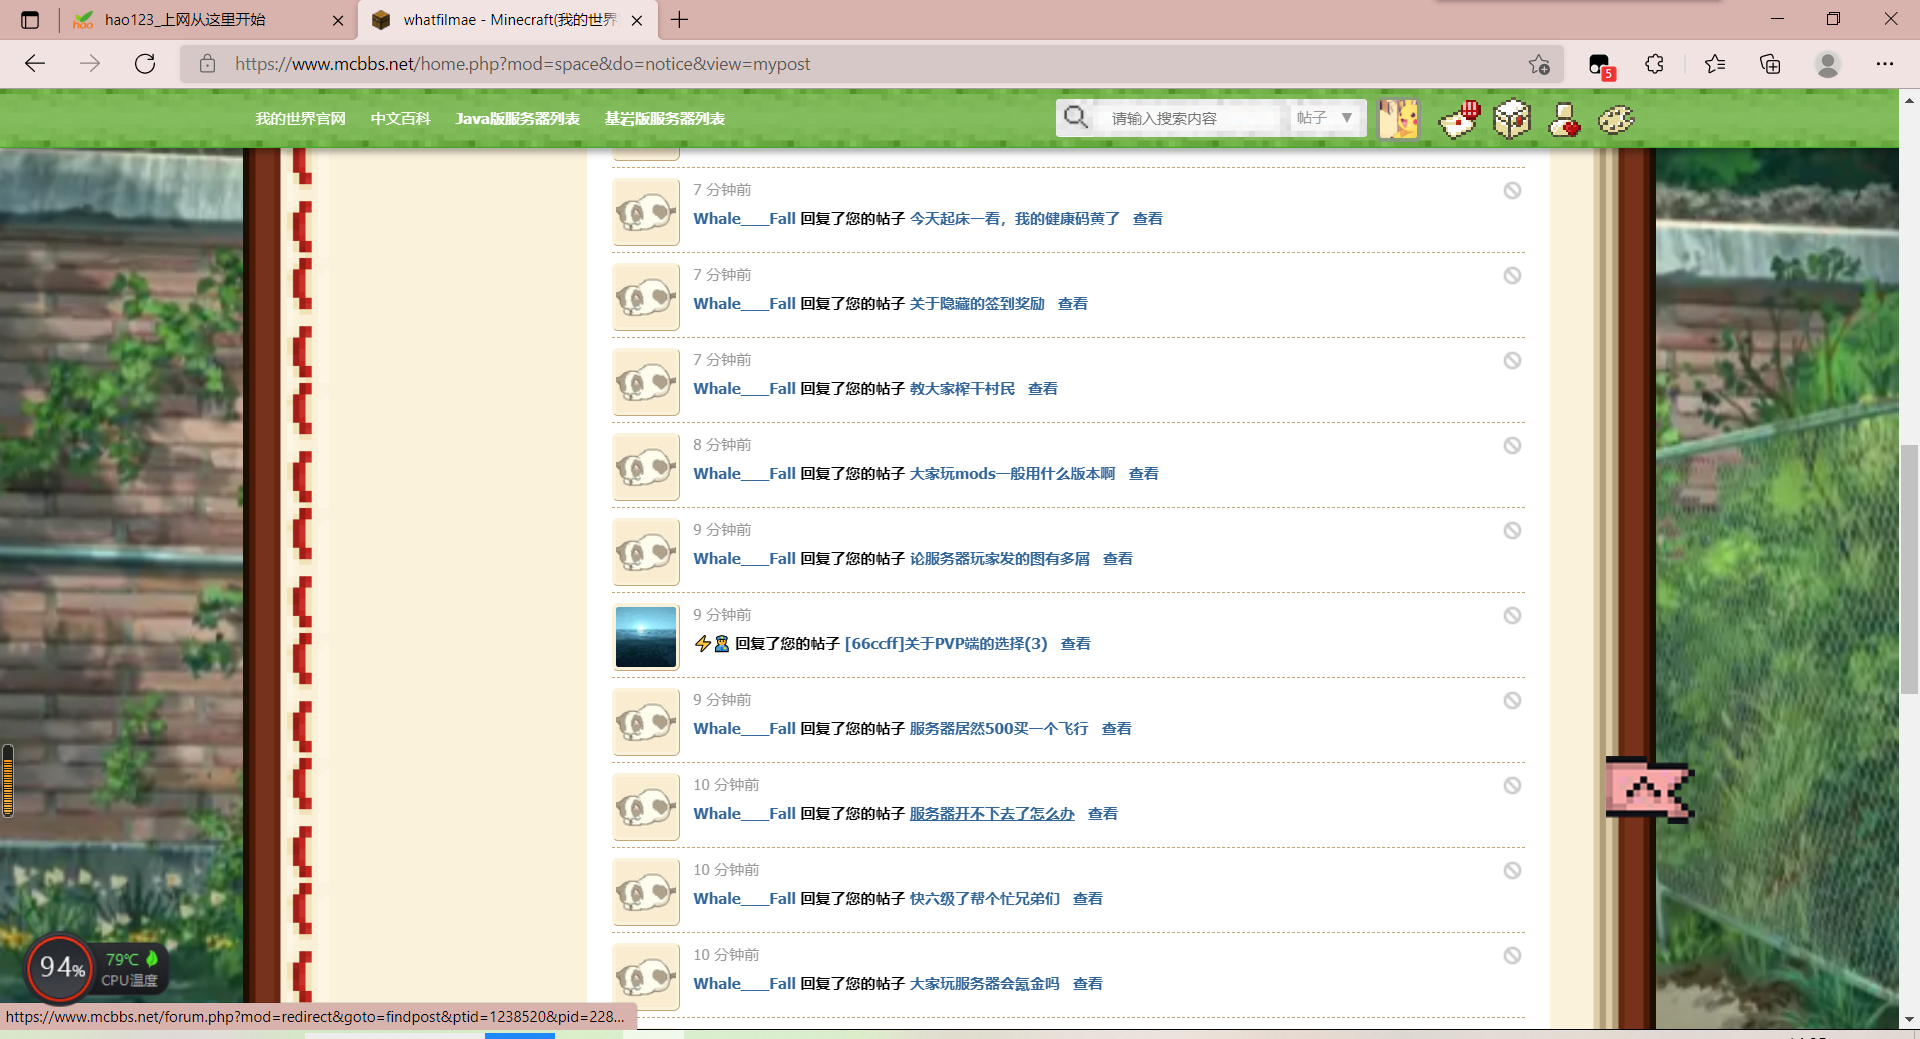 hao123_上网从这里开始
whatfilmae - Minecraft(我的世界
https://www.mcbbs.net/home.php?mod=space&do=notice&view=mypost
5
我的世界官网 中文百科 Java版服务器列表 基岩版服务器列表 请输入搜索内容 帖子 ▼
7 分钟前
Whale___Fall 回复了您的帖子 今天起床一看，我的健康码黄了 查看
7 分钟前
Whale___Fall 回复了您的帖子 关于隐藏的签到奖励 查看
7 分钟前
Whale___Fall 回复了您的帖子 教大家榨干村民 查看
8 分钟前
Whale___Fall 回复了您的帖子 大家玩mods一般用什么版本啊 查看
9 分钟前
Whale___Fall 回复了您的帖子 论服务器玩家发的图有多屑 查看
9 分钟前
⚡👮 回复了您的帖子 [66ccff]关于PVP端的选择(3) 查看
9 分钟前
Whale___Fall 回复了您的帖子 服务器居然500买一个飞行 查看
10 分钟前
Whale___Fall 回复了您的帖子 服务器开不下去了怎么办 查看
10 分钟前
Whale___Fall 回复了您的帖子 快六级了帮个忙兄弟们 查看
10 分钟前
Whale___Fall 回复了您的帖子 大家玩服务器会氪金吗 查看
94%
79℃
CPU温度
https://www.mcbbs.net/forum.php?mod=redirect&goto=findpost&ptid=1238520&pid=228...